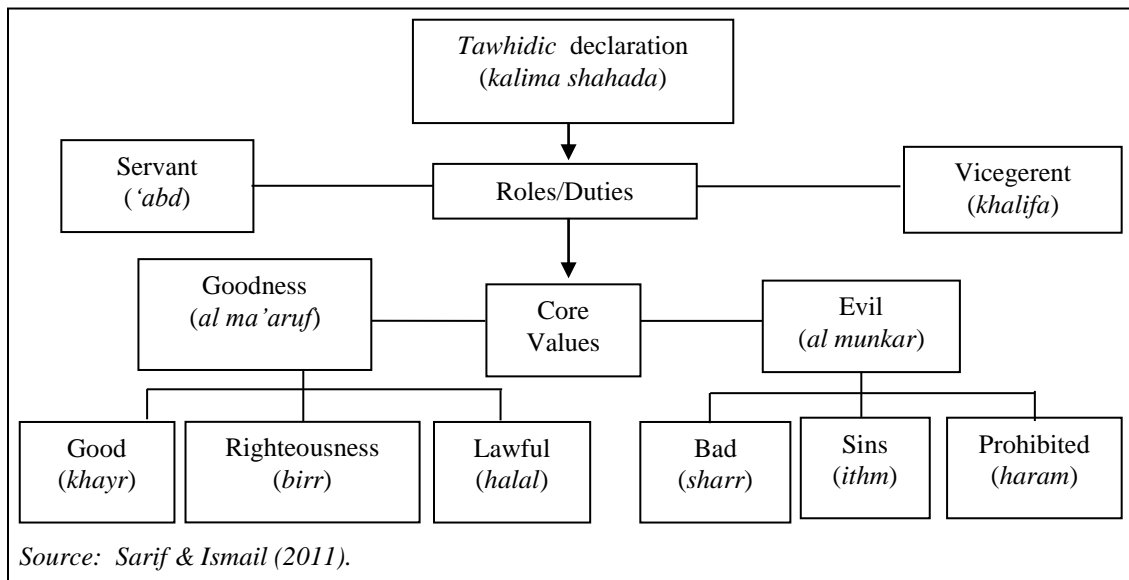 Tawhidic declaration
(kalima shahada)
Servant
(‘abd)
Roles/Duties
Vicegerent
(khalifa)
Goodness
(al ma’aruf)
Core
Values
Evil
(al munkar)
Good
(khayr)
Righteousness
(birr)
Lawful
(halal)
Bad
(sharr)
Sins
(ithm)
Prohibited
(haram)
Source: Sarif & Ismail (2011).